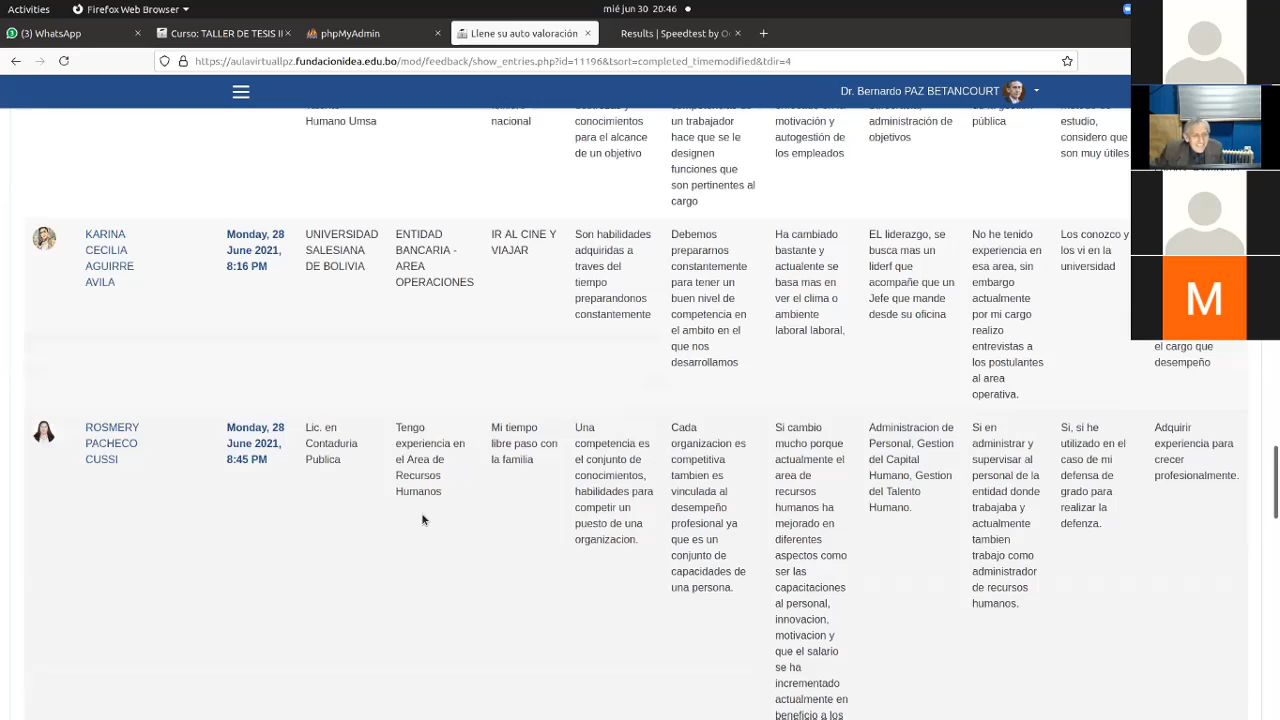 Activities
Firefox Web Browser
mié jun 30 20:46
(3) WhatsApp
Curso: TALLER DE TESIS II
phpMyAdmin
Llene su auto valoración
Results | Speedtest by O
https://aulavirtuallpz.fundacionidea.edu.bo/mod/feedback/show_entries.php?id=11196&tsort=completed_timemodified&tdir=4
Dr. Bernardo PAZ BETANCOURT
Humano Umsa
nacional
conocimientos
para el alcance
de un objetivo
un trabajador
hace que se le
designen
funciones que
son pertinentes al
cargo
motivación y
autogestión de
los empleados
administración de
objetivos
pública
estudio,
considero que
son muy útiles
KARINA
CECILIA
AGUIRRE
AVILA
Monday, 28
June 2021,
8:16 PM
UNIVERSIDAD
SALESIANA
DE BOLIVIA
ENTIDAD
BANCARIA -
AREA
OPERACIONES
IR AL CINE Y
VIAJAR
Son habilidades
adquiridas a
traves del
tiempo
preparandonos
constantemente
Debemos
prepararnos
constantemente
para tener un
buen nivel de
competencia en
el ambito en el
que nos
desarrollamos
Ha cambiado
bastante y
actualente se
basa mas en
ver el clima o
ambiente
laboral laboral,
EL liderazgo, se
busca mas un
liderf que
acompañe que un
Jefe que mande
desde su oficina
No he tenido
experiencia en
esa area, sin
embargo
actualmente
por mi cargo
realizo
entrevistas a
los postulantes
al area
operativa.
Los conozco y
los vi en la
universidad
el cargo que
desempeño
M
ROSMERY
PACHECO
CUSSI
Monday, 28
June 2021,
8:45 PM
Lic. en
Contaduria
Publica
Tengo
experiencia en
el Area de
Recursos
Humanos
Mi tiempo
libre paso con
la familia
Una
competencia es
el conjunto de
conocimientos,
habilidades para
competir un
puesto de una
organizacion.
Cada
organizacion es
competitiva
tambien es
vinculada al
desempeño
profesional ya
que es un
conjunto de
capacidades de
una persona.
Si cambio
mucho porque
actualmente el
area de
recursos
humanos ha
mejorado en
diferentes
aspectos como
ser las
capacitaciones
al personal,
innovacion,
motivacion y
que el salario
se ha
incrementado
actualmente en
beneficio a los
Administracion de
Personal, Gestion
del Capital
Humano, Gestion
del Talento
Humano.
Si en
administrar y
supervisar al
personal de la
entidad donde
trabajaba y
actualmente
tambien
trabajo como
administrador
de recursos
humanos.
Si, si he
utilizado en el
caso de mi
defensa de
grado para
realizar la
defenza.
Adquirir
experiencia para
crecer
profesionalmente.